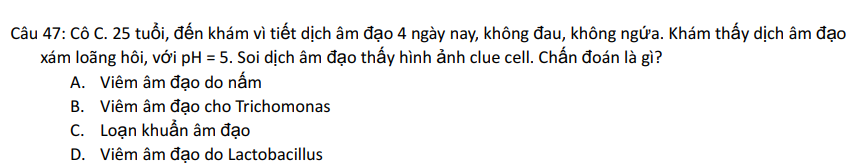 Câu 47: Cô C. 25 tuổi, đến khám vì tiết dịch âm đạo 4 ngày nay, không đau, không ngứa. Khám thấy dịch âm đạo
xám loãng hôi, với pH = 5. Soi dịch âm đạo thấy hình ảnh clue cell. Chẩn đoán là gì?
A. Viêm âm đạo do nấm
B. Viêm âm đạo cho Trichomonas
C. Loạn khuẩn âm đạo
D. Viêm âm đạo do Lactobacillus